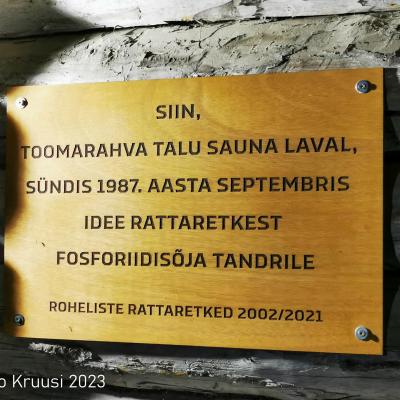 SIIN,
TOOMARAHVA TALU SAUNA LAVAL,
SÜNDIS 1987. AASTA SEPTEMBRIS
IDEE RATTARETKEST
FOSFORIIDISÕJA TANDRILE
ROHELISTE RATTARETKED 2002/2021
Kruusi 2023